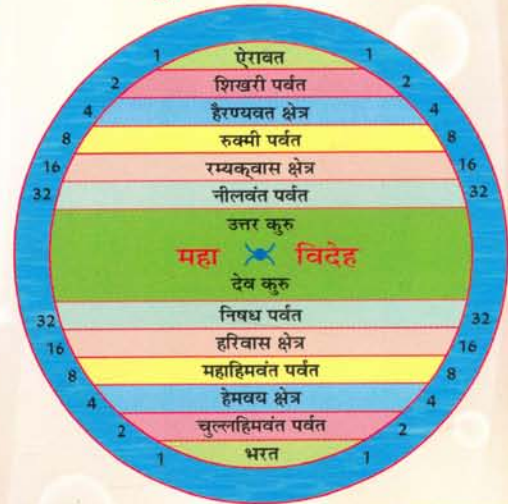 1 ऐरावत 1
2 शिखरी पर्वत 2
4 हैरण्यवत क्षेत्र 4
8 रुक्मी पर्वत 8
16 रम्यक्‌वास क्षेत्र 16
32 नीलवंत पर्वत 32
उत्तर कुरु
महा विदेह
देव कुरु
32 निषध पर्वत 32
16 हरिवास क्षेत्र 16
8 महाहिमवंत पर्वत 8
4 हेमवय क्षेत्र 4
2 चुल्लहिमवंत पर्वत 2
1 भरत 1